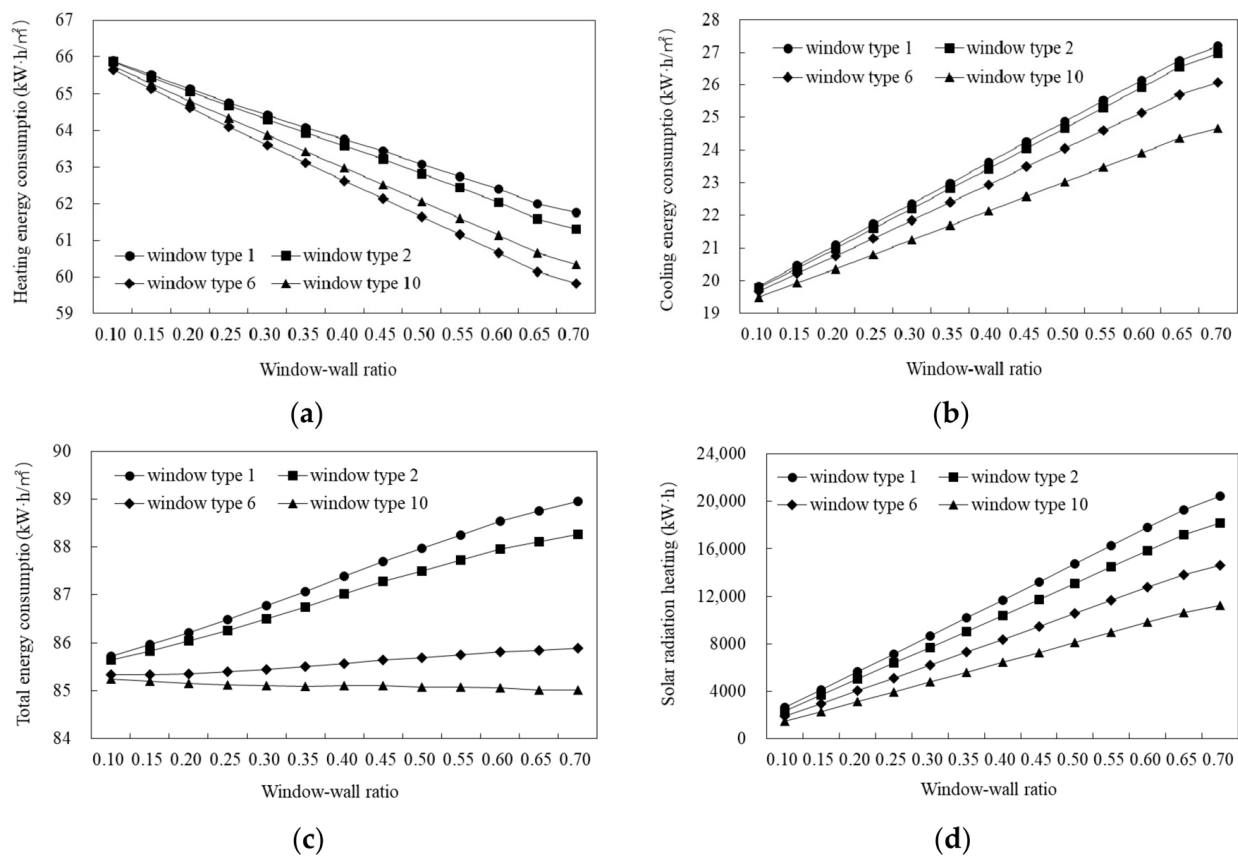 67
66
65
64
63
62
61
60
59
Heating energy consumptio (kW·h/㎡)
window type 1
window type 2
window type 6
window type 10
0.10 0.15 0.20 0.25 0.30 0.35 0.40 0.45 0.50 0.55 0.60 0.65 0.70
Window-wall ratio
(a)
28
27
26
25
24
23
22
21
20
19
Cooling energy consumptio (kW·h/㎡)
window type 1
window type 2
window type 6
window type 10
0.10 0.15 0.20 0.25 0.30 0.35 0.40 0.45 0.50 0.55 0.60 0.65 0.70
Window-wall ratio
(b)
90
89
88
87
86
85
84
Total energy consumptio (kW·h/㎡)
window type 1
window type 2
window type 6
window type 10
0.10 0.15 0.20 0.25 0.30 0.35 0.40 0.45 0.50 0.55 0.60 0.65 0.70
Window-wall ratio
(c)
24,000
20,000
16,000
12,000
8000
4000
0
Solar radiation heating (kW·h)
window type 1
window type 2
window type 6
window type 10
0.10 0.15 0.20 0.25 0.30 0.35 0.40 0.45 0.50 0.55 0.60 0.65 0.70
Window-wall ratio
(d)